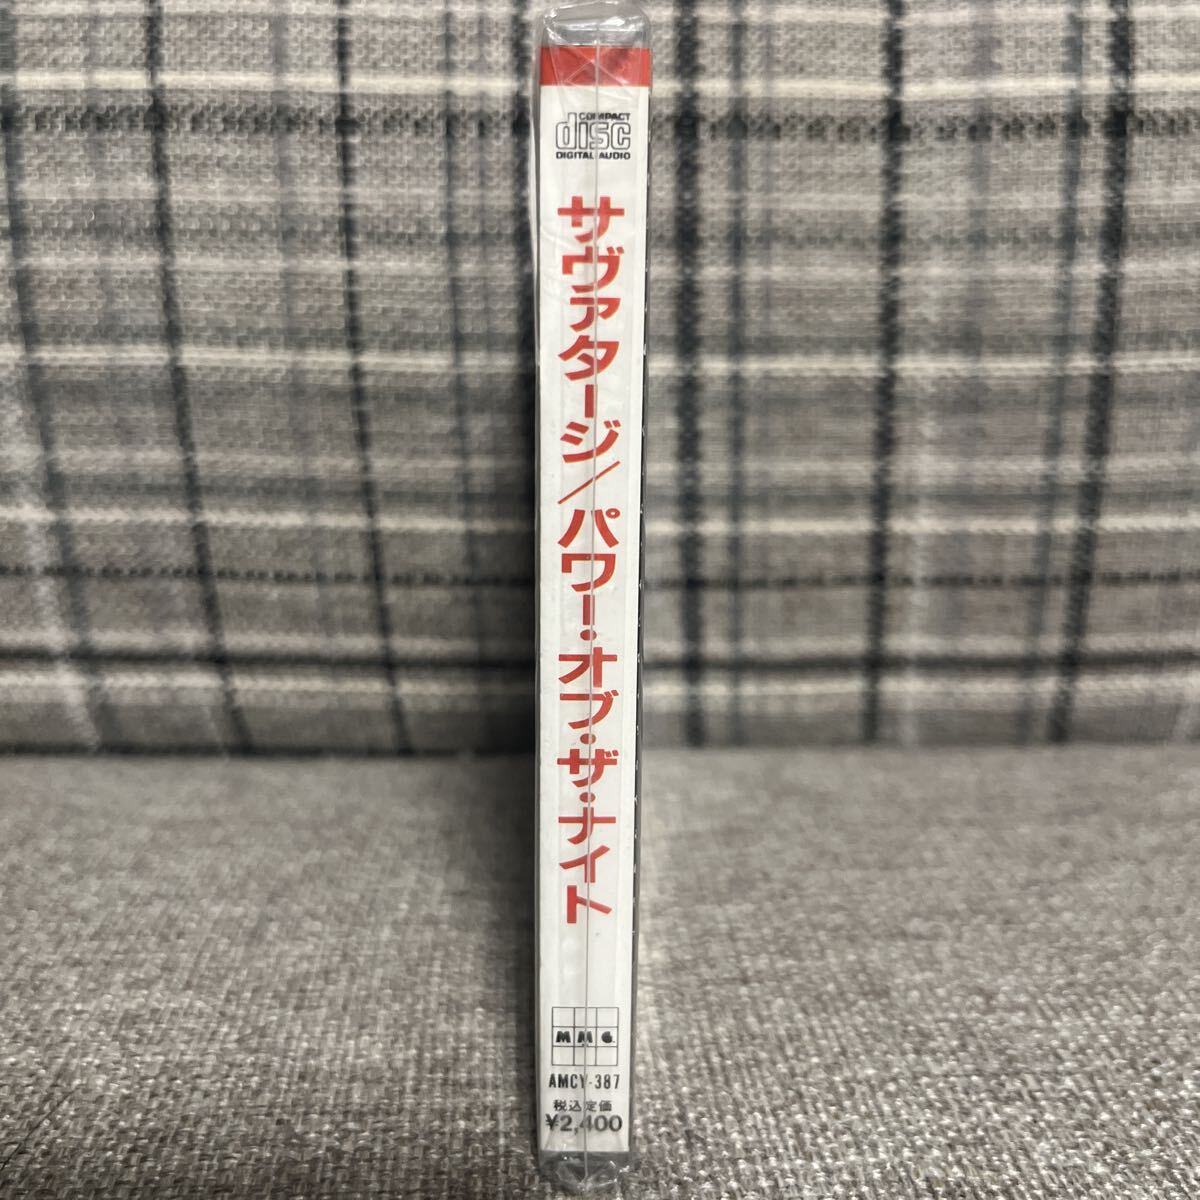 COMPACT
disc
DIGITAL AUDIO
サヴァタージ／パワー・オブ・ザ・ナイト
MMG
AMCY-387
税込定価
¥2,400